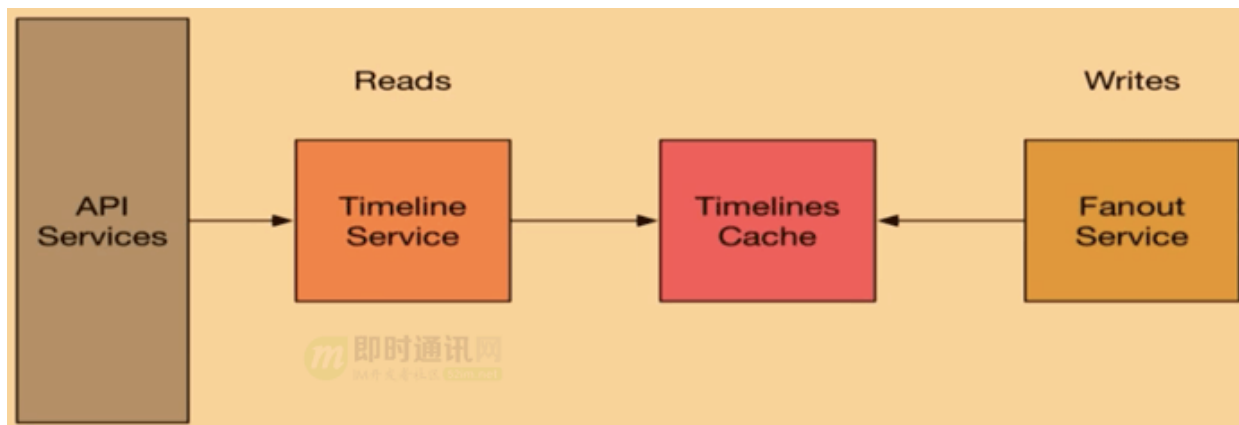 Reads
Writes
API
Services
Timeline
Service
Timelines
Cache
Fanout
Service
即时通讯网